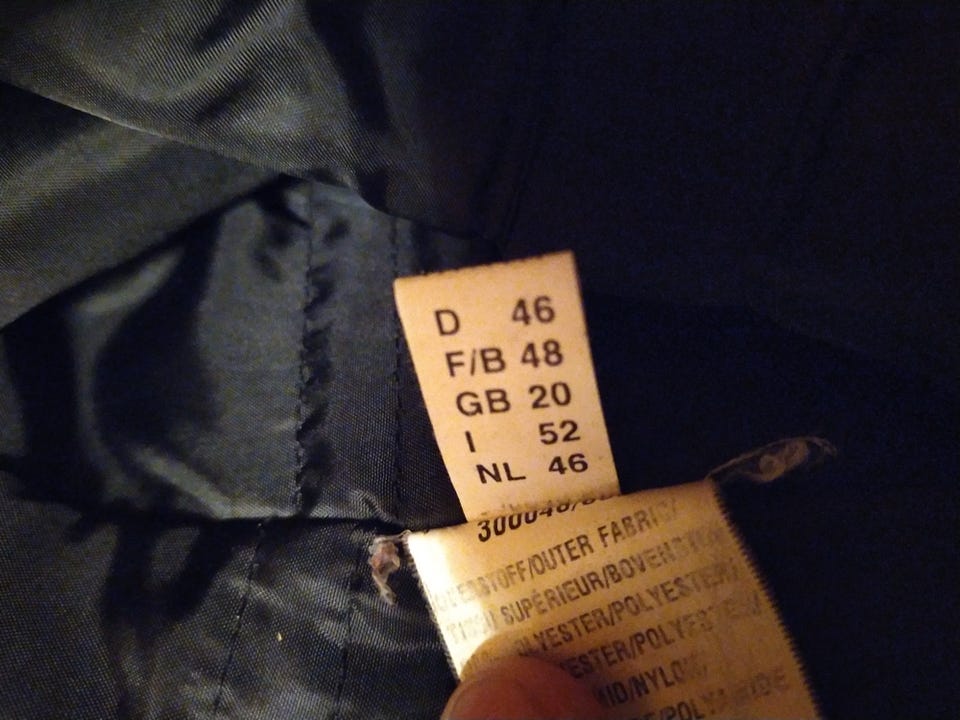 D 46
F/B 48
GB 20
I 52
NL 46
OUTER FABRIC/
SUPÉRIEUR/BOVENSTOF
POLYESTER/POLYESTER/
POLYESTER/POLYESTER
NYLON/